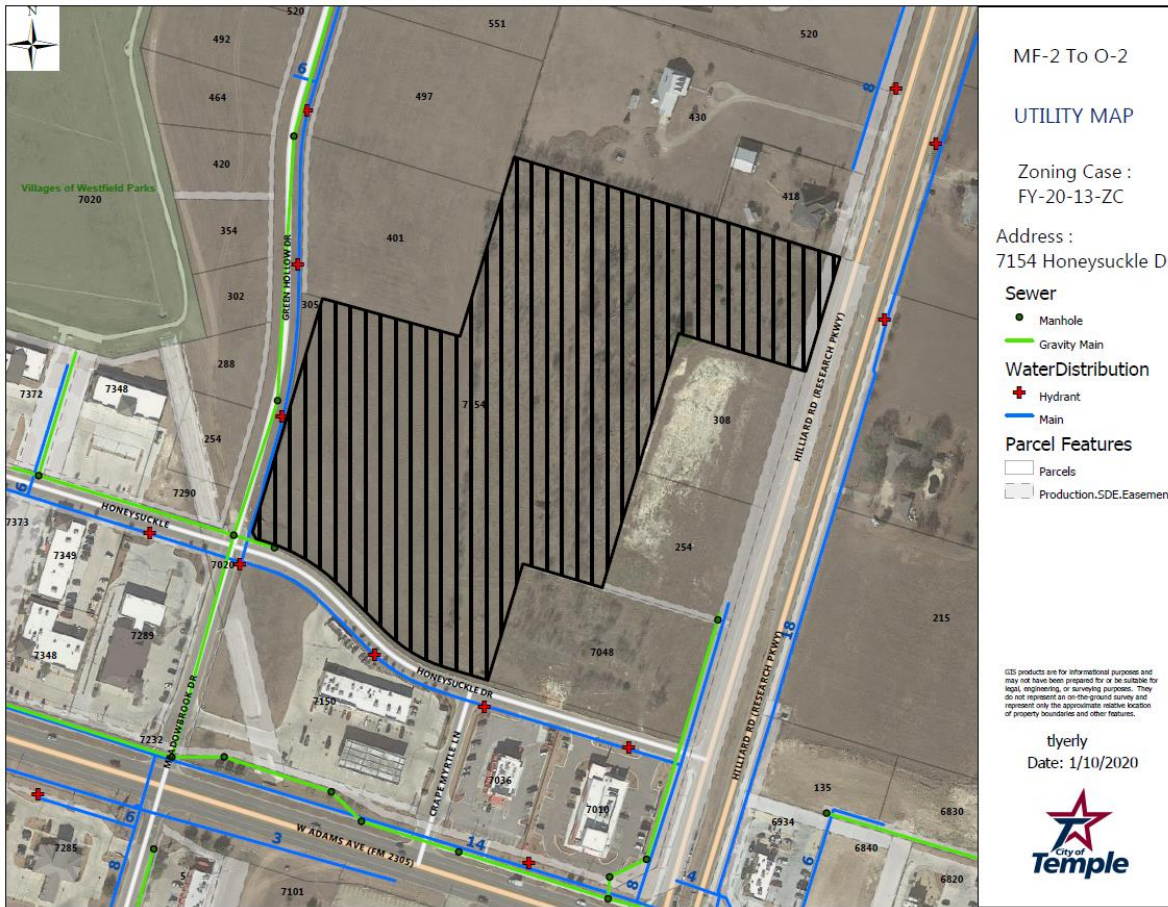 N
520
492
464
420
354
302
288
254
551
497
401
305
520
430
418
6
8
Villages of Westfield Parks
7020
GREEN HOLLOW DR
7154
308
254
215
HILLIARD RD (RESEARCH PKWY)
HILLIARD RD (RESEARCH PKWY)
18
7372
7348
7290
6
HONEYSUCKLE
7373
7349
7348
7289
7020
7232
MEADOWBROOK DR
7150
HONEYSUCKLE DR
CRAPE MYRTLE LN
7048
7036
7010
W ADAMS AVE (FM 2305)
14
3
6
8
7285
S
7101
8
14
6
135
6934
6840
6830
6820
MF-2 To O-2
UTILITY MAP
Zoning Case :
FY-20-13-ZC
Address :
7154 Honeysuckle D
Sewer
Manhole
Gravity Main
WaterDistribution
Hydrant
Main
Parcel Features
Parcels
Production.SDE.Easemen
GIS products are for informational purposes and
may not have been prepared for or be suitable for
legal, engineering, or surveying purposes. They
do not represent an on-the-ground survey and
represent only the approximate relative location
of property boundaries and other features.
tlyerly
Date: 1/10/2020
City of
Temple